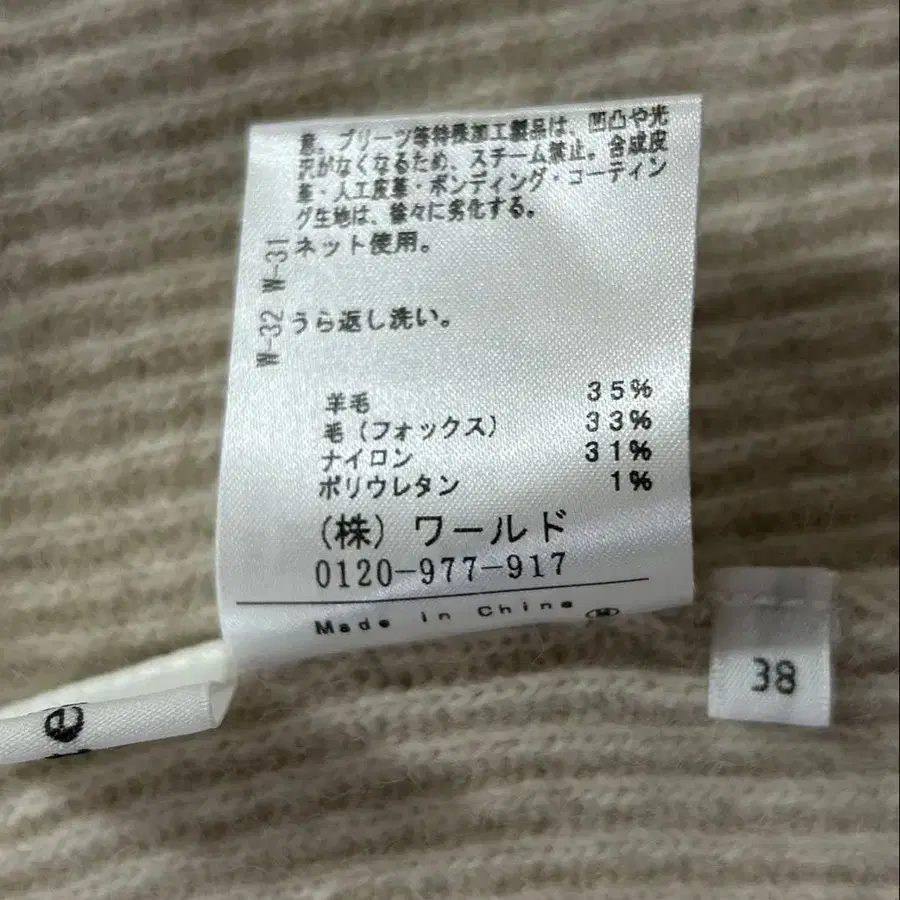 意。プリーツ等特殊加工製品は、凹凸や光
沢がなくなるため、スチーム禁止。合成皮
革・人工皮革・ボンディング・コーティン
グ生地は、徐々に劣化する。
W-31 ネット使用。
W-32 うら返し洗い。
羊毛 35%
毛(フォックス) 33%
ナイロン 31%
ポリウレタン 1%
(株) ワールド
0120-977-917
Made in China
38